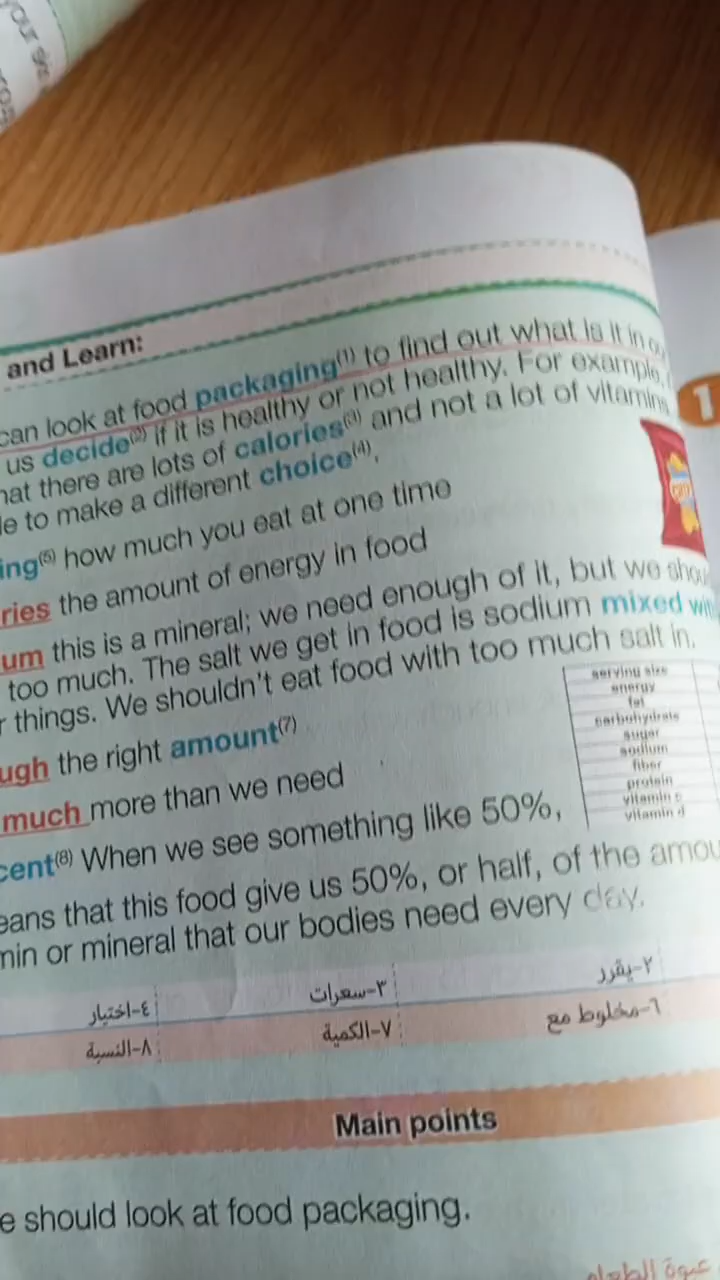 your
and Learn:
can look at food packaging(1) to find out what is it in
us decide(2) if it is healthy or not healthy. For example,
hat there are lots of calories(3) and not a lot of vitamins
le to make a different choice(4),
ing(5) how much you eat at one time
ries the amount of energy in food
um this is a mineral; we need enough of it, but we shou
too much. The salt we get in food is sodium mixed wi
r things. We shouldn't eat food with too much salt in.
ugh the right amount(7)
much more than we need
cent(8) When we see something like 50%,
eans that this food give us 50%, or half, of the amou
min or mineral that our bodies need every day.
1
serving size
energy
fat
carbohydrate
sugar
sodium
fiber
protein
vitamin c
vitamin d
٢-يقرر ٣-سعرات ٤-اختيار
٦-مخلوط مع ٧-الكمية ٨-النسبة
Main points
e should look at food packaging.
عبوة الطعام